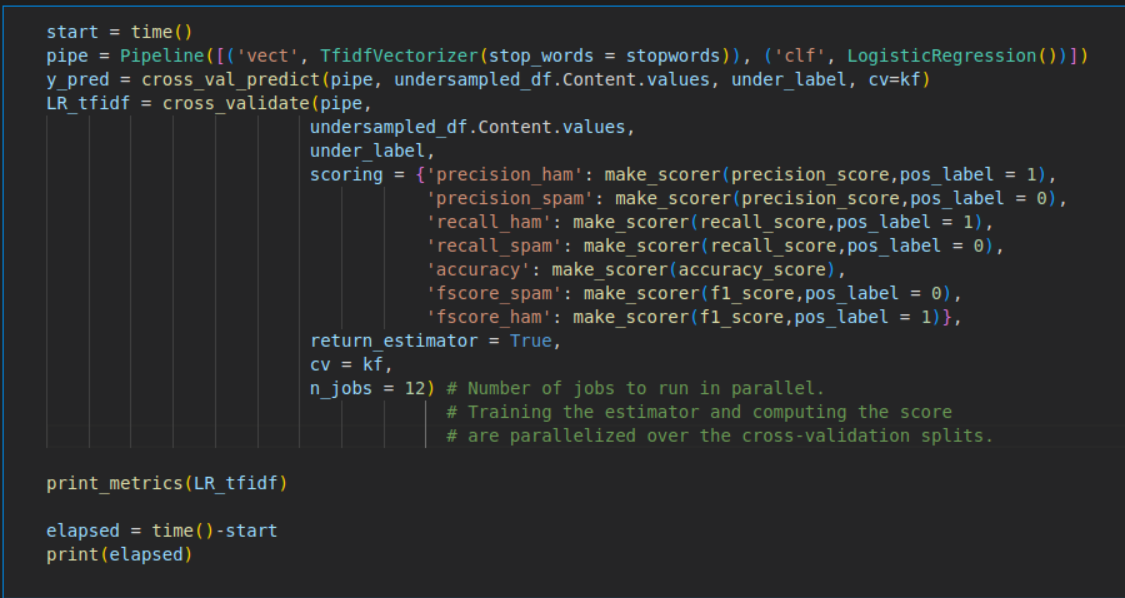 start = time()
pipe = Pipeline([('vect', TfidfVectorizer(stop_words = stopwords)), ('clf', LogisticRegression())])
y_pred = cross_val_predict(pipe, undersampled_df.Content.values, under_label, cv=kf)
LR_tfidf = cross_validate(pipe,
                         undersampled_df.Content.values,
                         under_label,
                         scoring = {'precision_ham': make_scorer(precision_score,pos_label = 1),
                                    'precision_spam': make_scorer(precision_score,pos_label = 0),
                                    'recall_ham': make_scorer(recall_score,pos_label = 1),
                                    'recall_spam': make_scorer(recall_score,pos_label = 0),
                                    'accuracy': make_scorer(accuracy_score),
                                    'fscore_spam': make_scorer(f1_score,pos_label = 0),
                                    'fscore_ham': make_scorer(f1_score,pos_label = 1)},
                         return_estimator = True,
                         cv = kf,
                         n_jobs = 12) # Number of jobs to run in parallel.
                                      # Training the estimator and computing the score
                                      # are parallelized over the cross-validation splits.

print_metrics(LR_tfidf)

elapsed = time()-start
print(elapsed)